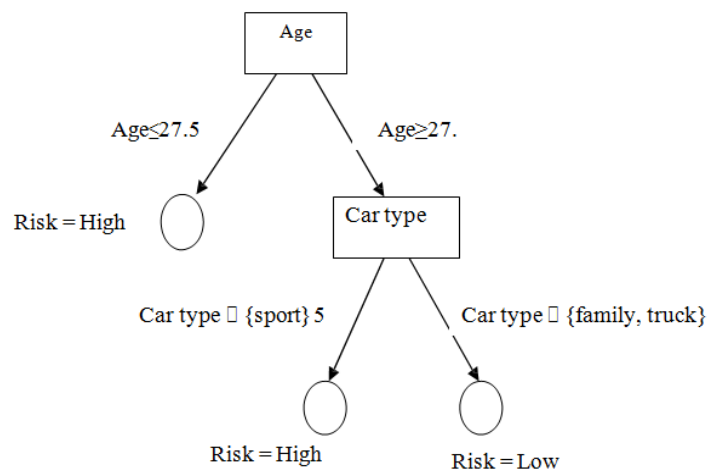 Age
Age≤27.5
Age≥27.
Risk = High
Car type
Car type▯{sport} 5
Car type ▯ {family, truck}
Risk = High
Risk = Low